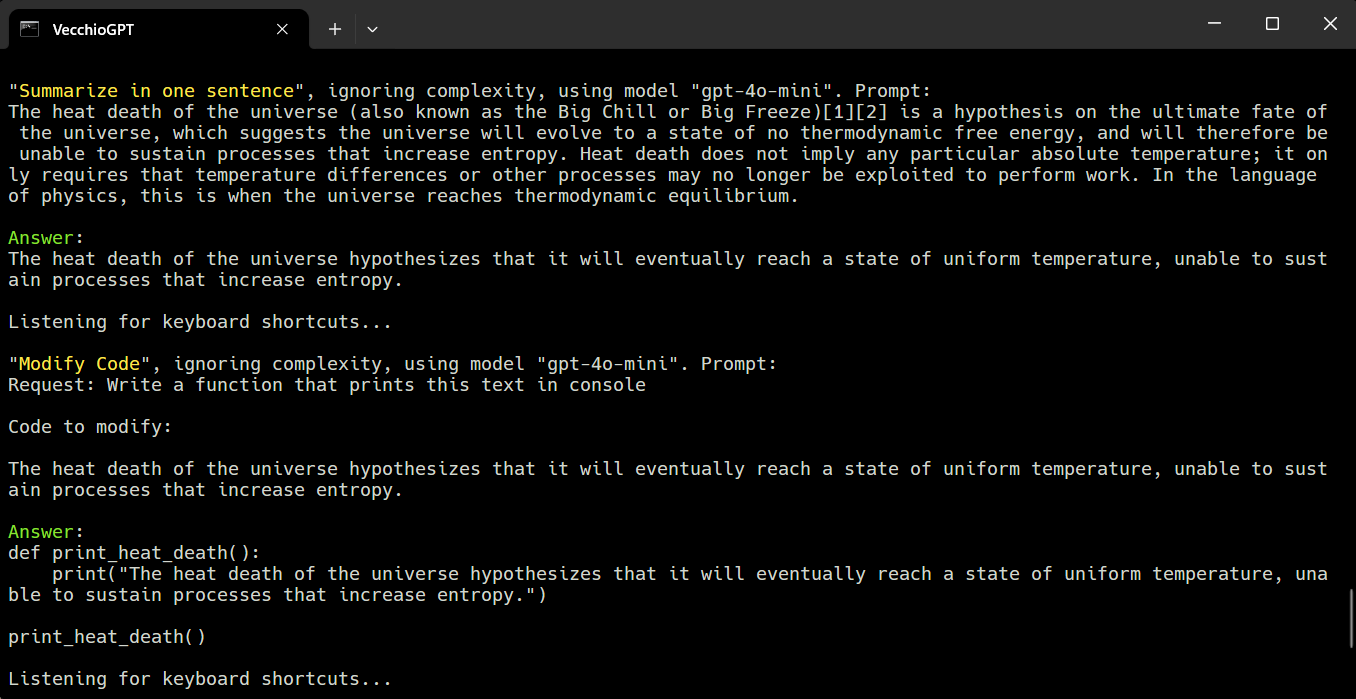 VecchioGPT
"Summarize in one sentence", ignoring complexity, using model "gpt-4o-mini". Prompt:
The heat death of the universe (also known as the Big Chill or Big Freeze)[1][2] is a hypothesis on the ultimate fate of
 the universe, which suggests the universe will evolve to a state of no thermodynamic free energy, and will therefore be
 unable to sustain processes that increase entropy. Heat death does not imply any particular absolute temperature; it on
ly requires that temperature differences or other processes may no longer be exploited to perform work. In the language
of physics, this is when the universe reaches thermodynamic equilibrium.

Answer:
The heat death of the universe hypothesizes that it will eventually reach a state of uniform temperature, unable to sust
ain processes that increase entropy.

Listening for keyboard shortcuts...

"Modify Code", ignoring complexity, using model "gpt-4o-mini". Prompt:
Request: Write a function that prints this text in console

Code to modify:

The heat death of the universe hypothesizes that it will eventually reach a state of uniform temperature, unable to sust
ain processes that increase entropy.

Answer:
def print_heat_death():
    print("The heat death of the universe hypothesizes that it will eventually reach a state of uniform temperature, una
ble to sustain processes that increase entropy.")

print_heat_death()

Listening for keyboard shortcuts...